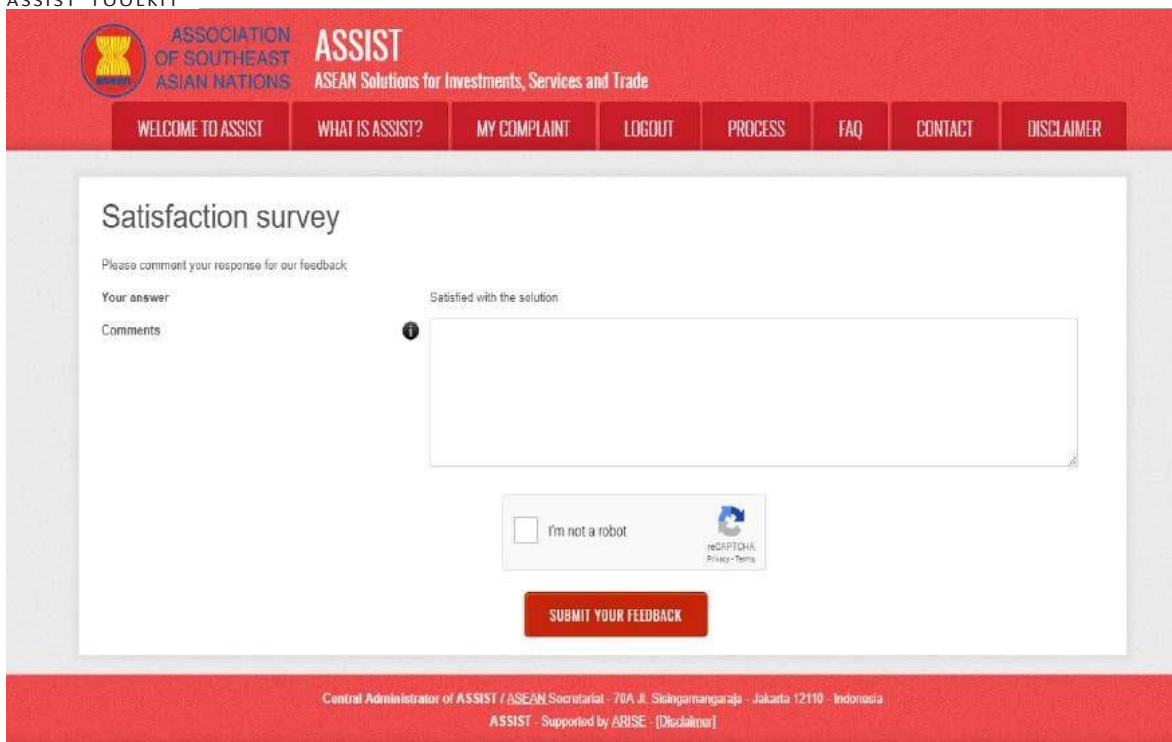 ASSIST TOOLKIT
ASSOCIATION
OF SOUTHEAST
ASIAN NATIONS
asean
ASSIST
ASEAN Solutions for Investments, Services and Trade
WELCOME TO ASSIST WHAT IS ASSIST? MY COMPLAINT LOGOUT PROCESS FAQ CONTACT DISCLAIMER
Satisfaction survey
Please comment your response for our feedback
Your answer Satisfied with the solution
Comments
I'm not a robot
reCAPTCHA
Privacy - Terms
SUBMIT YOUR FEEDBACK
Central Administrator of ASSIST / ASEAN Secretariat - 70A Jl. Sisingamangaraja - Jakarta 12110 - Indonesia
ASSIST - Supported by ARISE - [Disclaimer]